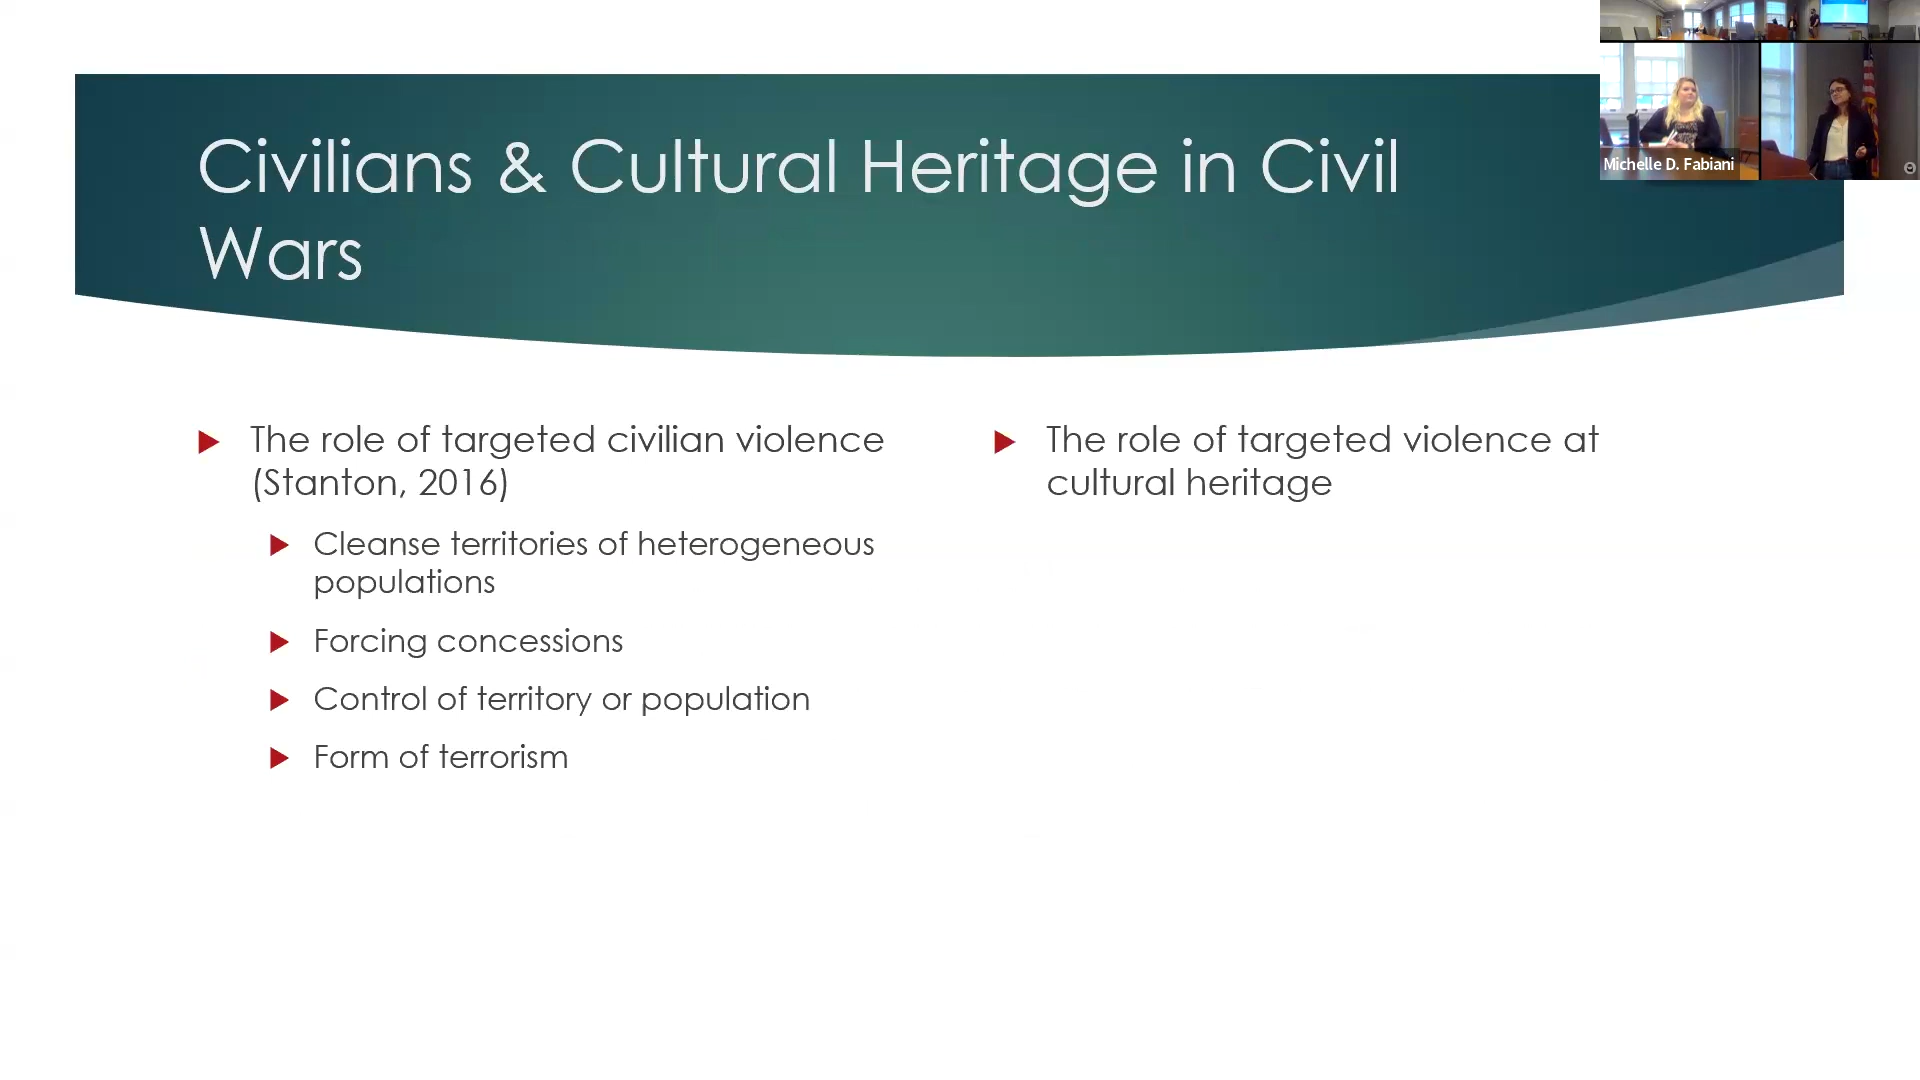 Civilians & Cultural Heritage in Civil
Wars
Michelle D. Fabiani
The role of targeted civilian violence
(Stanton, 2016)
Cleanse territories of heterogeneous
populations
Forcing concessions
Control of territory or population
Form of terrorism
The role of targeted violence at
cultural heritage